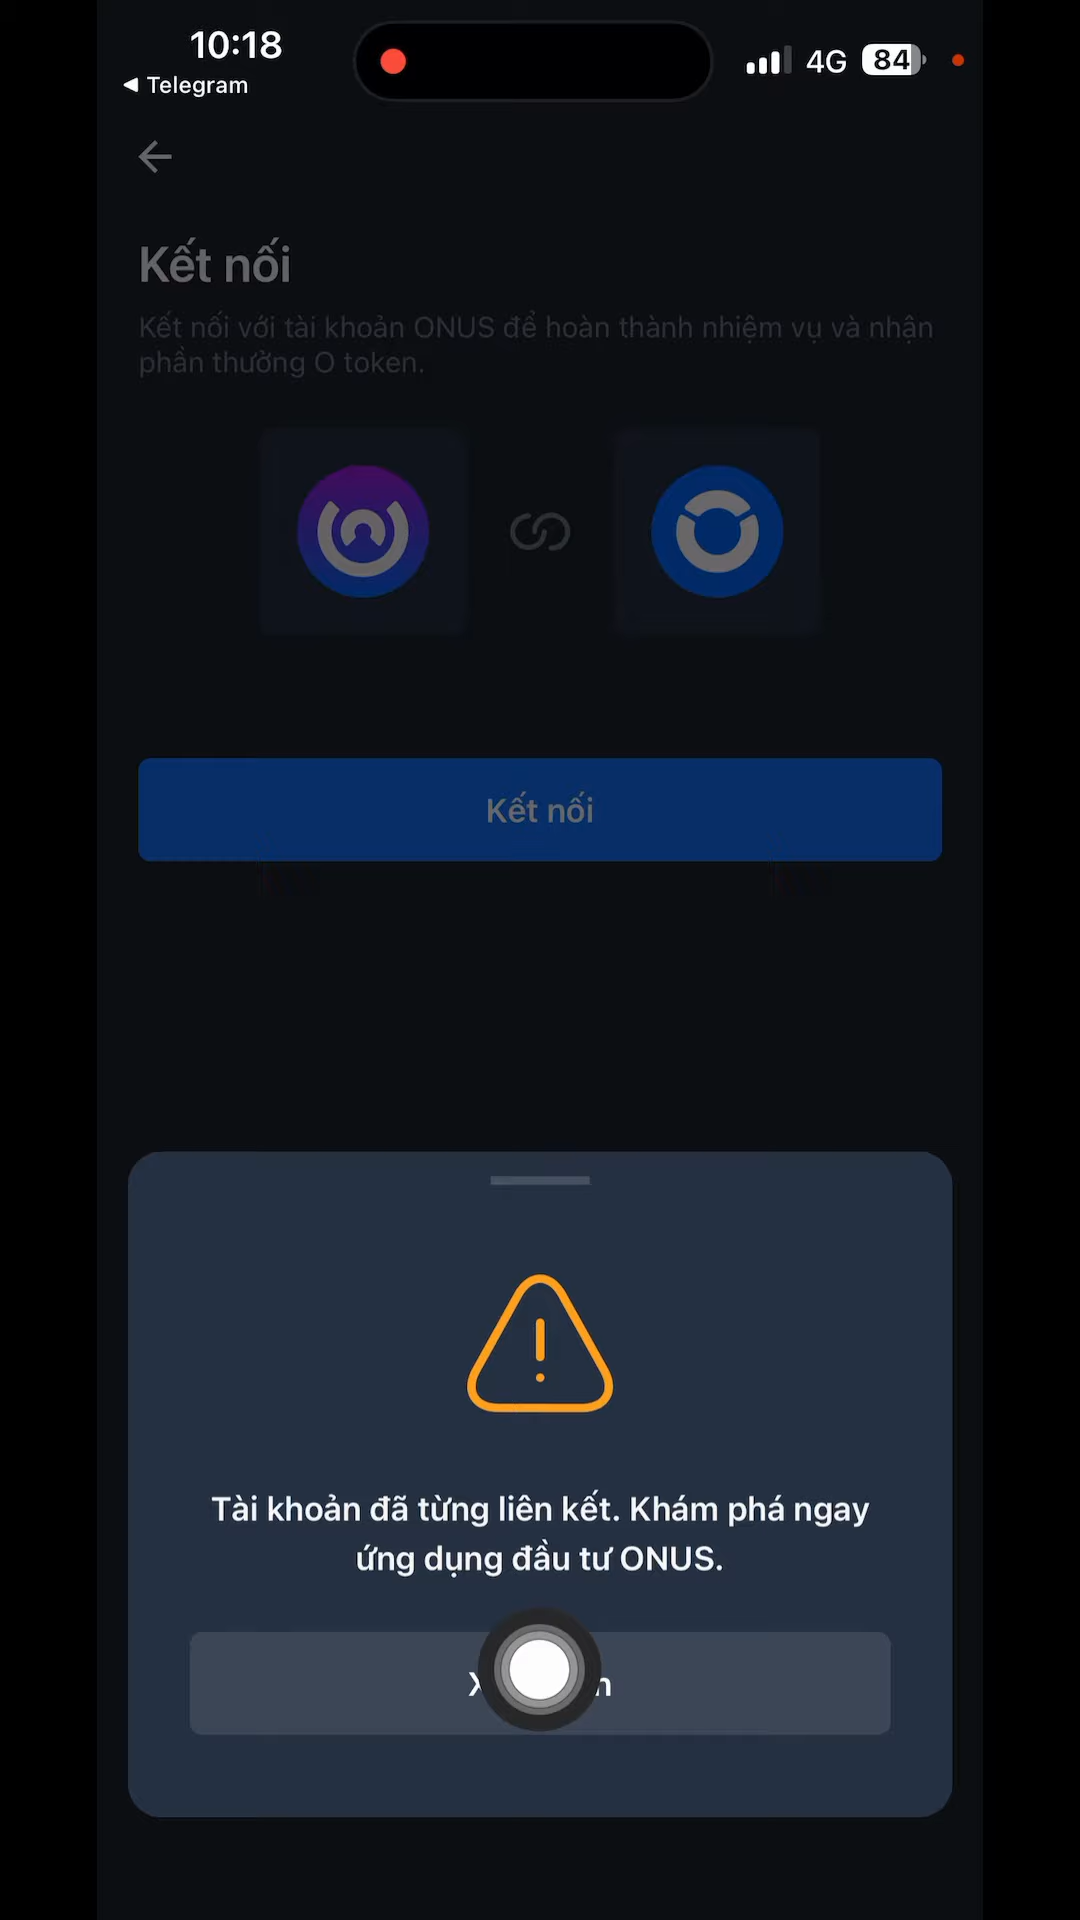 10:18
4G
84
◀ Telegram
Kết nối
Kết nối với tài khoản ONUS để hoàn thành nhiệm vụ và nhận
phần thưởng O token.
Kết nối
Tài khoản đã từng liên kết. Khám phá ngay
ứng dụng đầu tư ONUS.